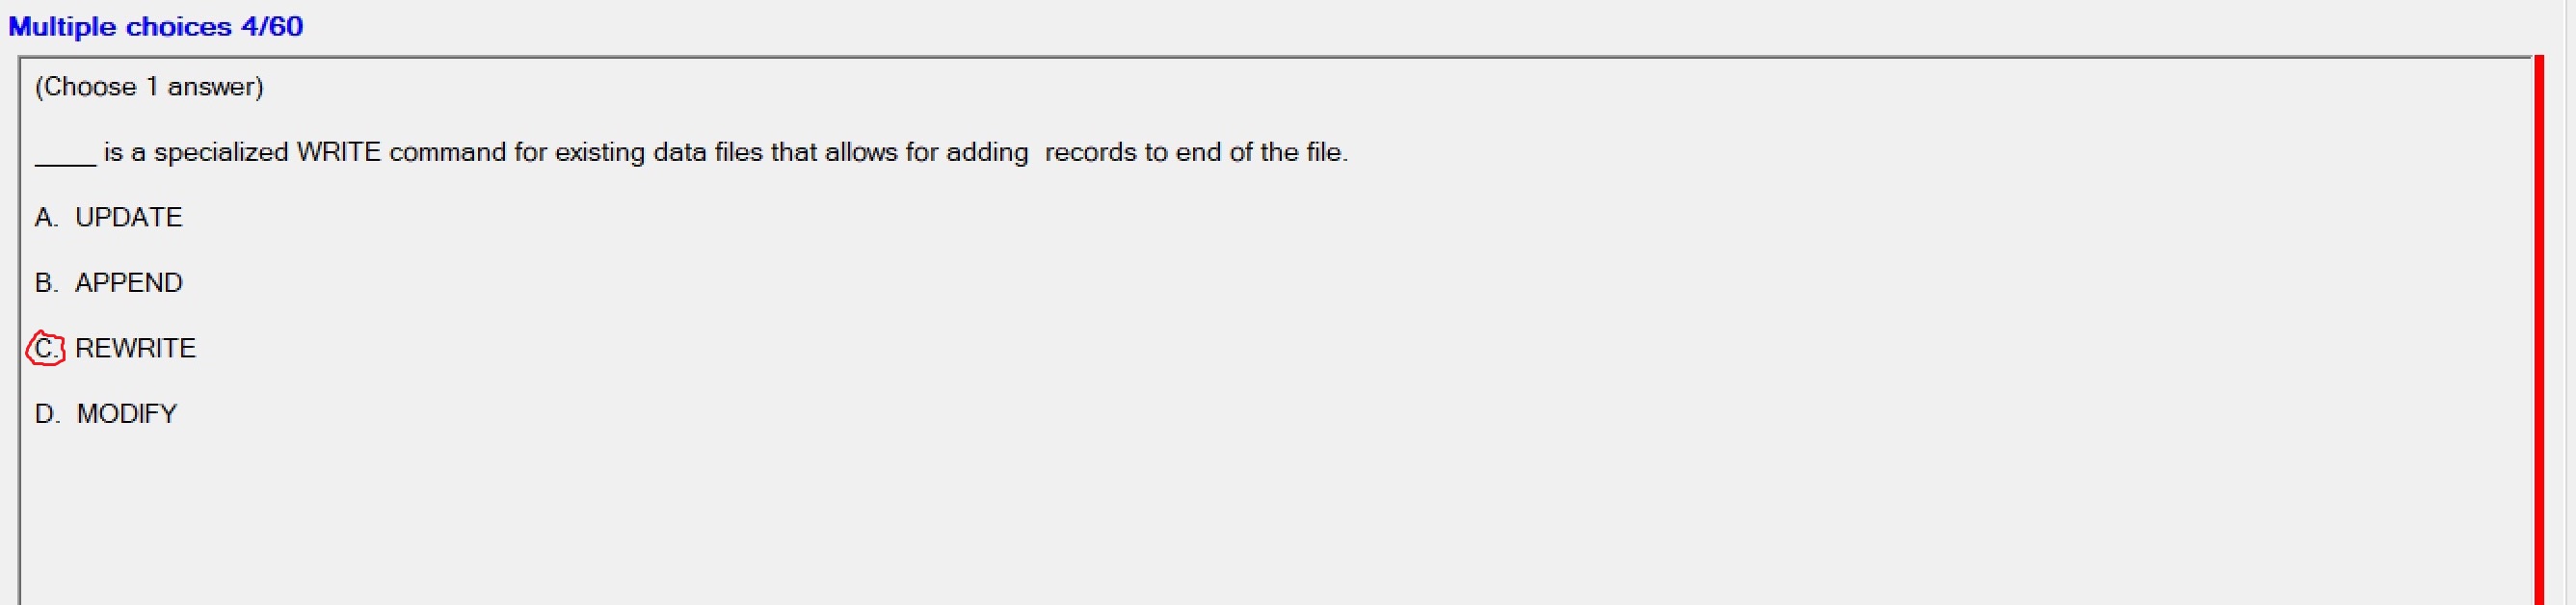 Multiple choices 4/60
(Choose 1 answer)
____ is a specialized WRITE command for existing data files that allows for adding  records to end of the file.
A.  UPDATE
B.  APPEND
C.  REWRITE
D.  MODIFY